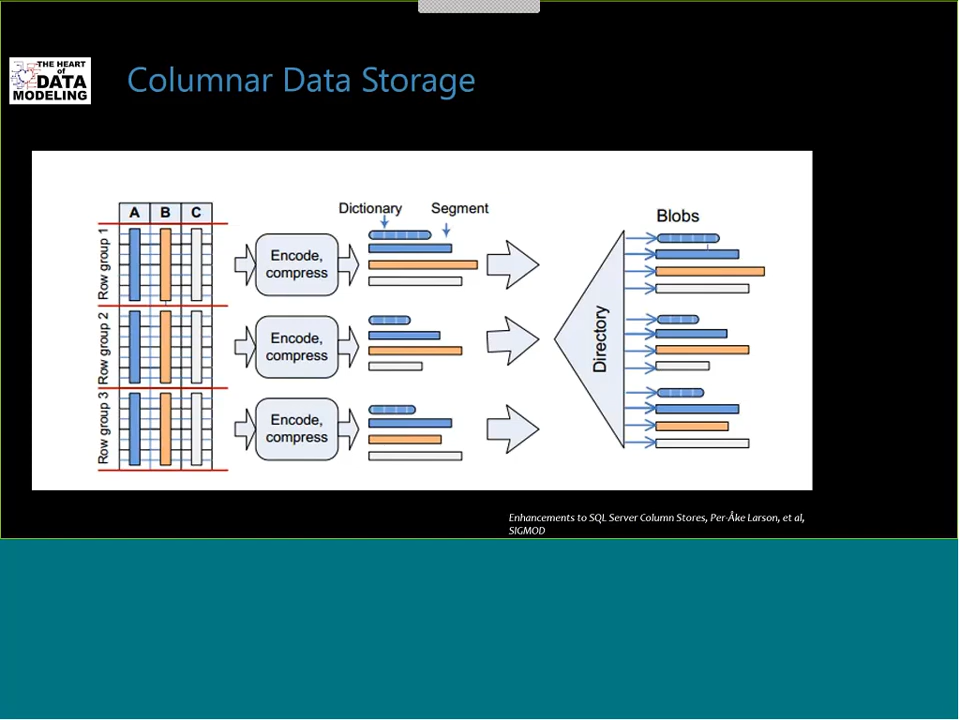 THE HEART
of
DATA
MODELING
Columnar Data Storage
A B C
Row group 1
Row group 2
Row group 3
Encode,
compress
Encode,
compress
Encode,
compress
Dictionary Segment
Directory
Blobs
Enhancements to SQL Server Column Stores, Per-Åke Larson, et al,
SIGMOD